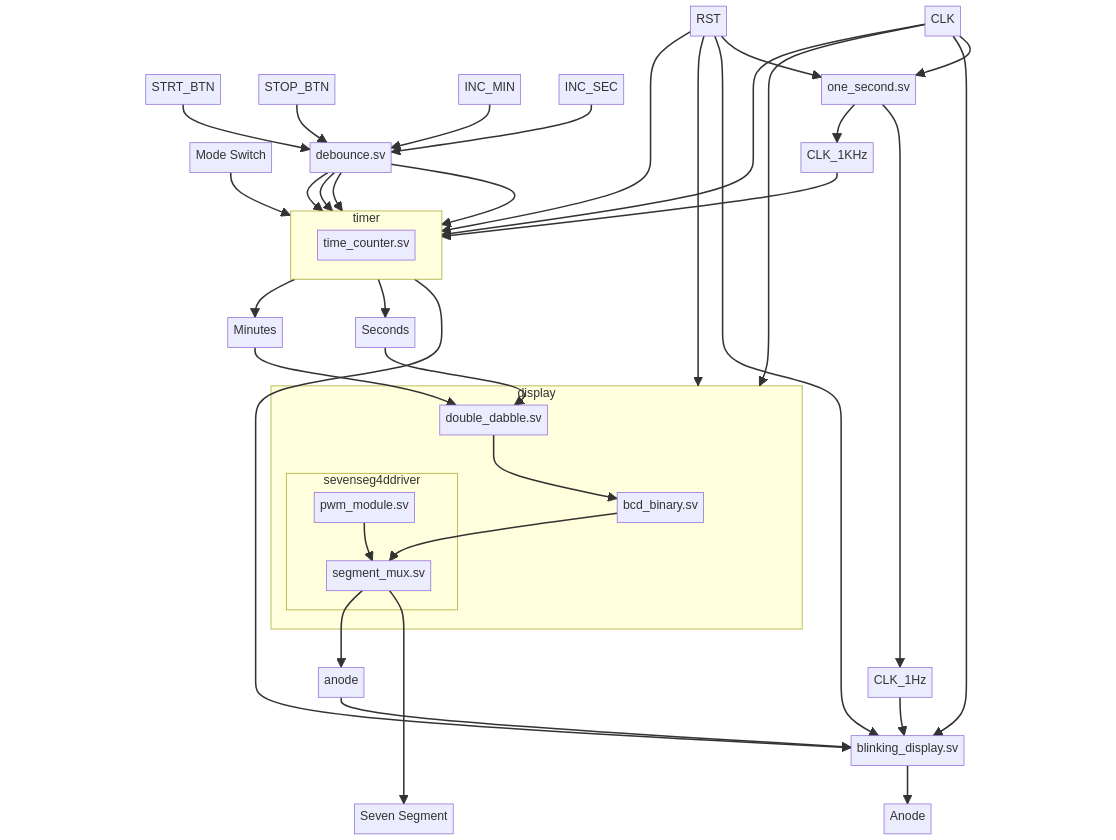 RST
CLK
STRT_BTN
STOP_BTN
INC_MIN
INC_SEC
one_second.sv
Mode Switch
debounce.sv
CLK_1KHz
timer
time_counter.sv
Minutes
Seconds
display
double_dabble.sv
sevenseg4ddriver
pwm_module.sv
bcd_binary.sv
segment_mux.sv
anode
CLK_1Hz
blinking_display.sv
Seven Segment
Anode